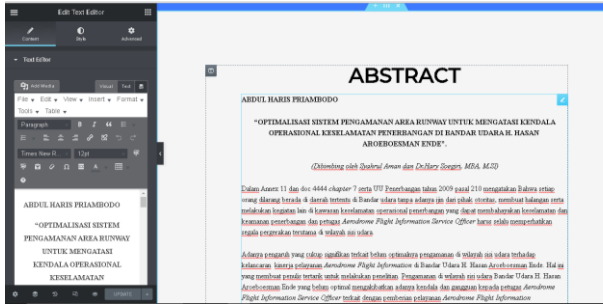 Edit Text Editor
Content
Style
Advanced
Text Editor
Add Media
Visual
Text
File
Edit
View
Insert
Format
Tools
Table
Paragraph
Times New R
12pt
ABDUL HARIS PRIAMBODO
“OPTIMALISASI SISTEM
PENGAMANAN AREA RUNWAY
UNTUK MENGATASI
KENDALA OPERASIONAL
KESELAMATAN
UPDATE
ABSTRACT
ABDUL HARIS PRIAMBODO
“OPTIMALISASI SISTEM PENGAMANAN AREA RUNWAY UNTUK MENGATASI KENDALA
OPERASIONAL KESELAMATAN PENERBANGAN DI BANDAR UDARA H. HASAN
AROEBOESMAN ENDE".
(Dibimbing oleh Syahrul Aman dan Dr.Hary Soegiri, MBA, M.SI)
Dalam Annex 11 dan doc 4444 chapter 7 serta UU Penerbangan tahun 2009 pasal 210 mengatakan Bahwa setiap
orang dilarang berada di daerah tertentu di Bandar udara tanpa adanya ijin dari pihak otoritas, membuat halangan serta
melakukan kegiatan lain di kawasan keselamatan operasional penerbangan yang dapat membahayakan keselamatan dan
keamanan penerbangan dan petugas Aerodrome Flight Information Service Officer harus selalu memperhatikan
segala pergerakan terutama di wilayah sisi udara.
Adanya pengaruh yang cukup signifikan terkait belum optimalnya pengamanan di wilayah sisi udara terhadap
kelancaran kinerja pelayanan Aerodrome Flight Information di Bandar Udara H. Hasan Aroeboesman Ende. Hal ini
yang membuat penulis tertarik untuk melakukan penelitian. Pengamanan di wilayah sisi udara Bandar Udara H. Hasan
Aroeboesman Ende yang belum optimal mengakibatkan adanya kendala dan gangguan kepada petugas Aerodrome
Flight Information Service Officer terkait dengan pemberian pelayanan Aerodrome Flight Information